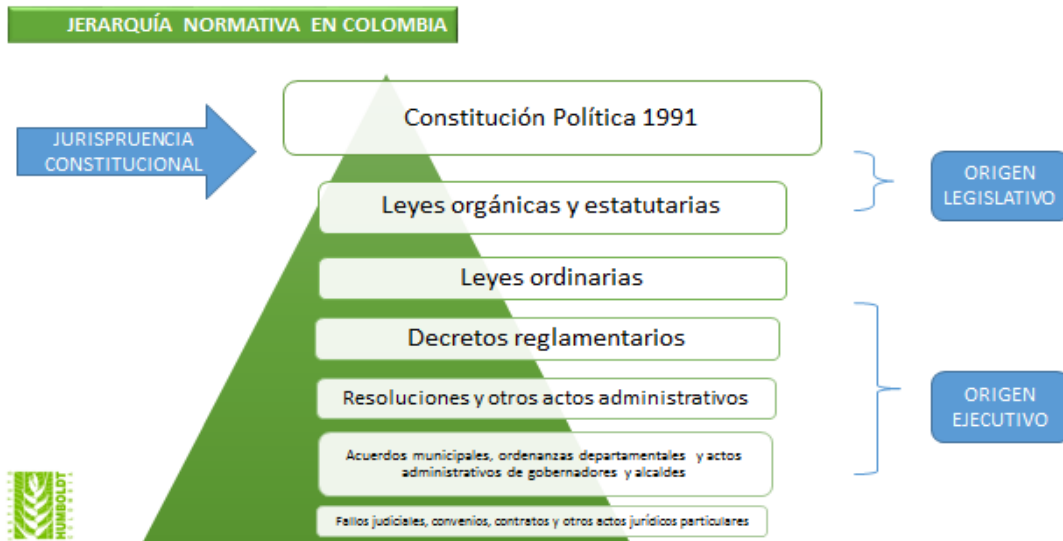 JERARQUÍA NORMATIVA EN COLOMBIA
Constitución Política 1991
JURISPRUENCIA
CONSTITUCIONAL
ORIGEN
LEGISLATIVO
Leyes orgánicas y estatutarias
Leyes ordinarias
Decretos reglamentarios
Resoluciones y otros actos administrativos
ORIGEN
EJECUTIVO
Acuerdos municipales, ordenanzas departamentales y actos
administrativos de gobernadores y alcaldes
Fallos judiciales, convenios, contratos y otros actos jurídicos particulares
HUMBOLDT